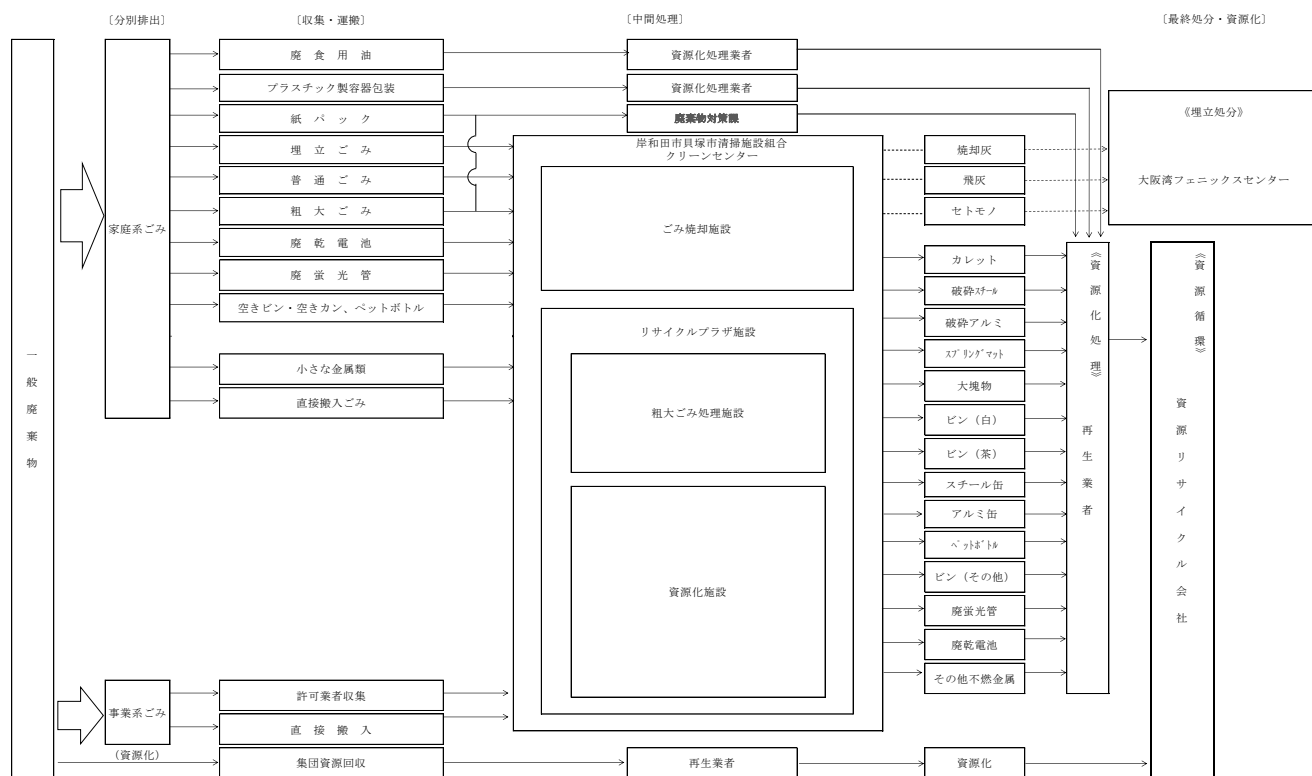 〔分別排出〕
〔収集・運搬〕
〔中間処理〕
〔最終処分・資源化〕
一般廃棄物
家庭系ごみ
廃食用油
資源化処理業者
プラスチック製容器包装
資源化処理業者
紙パック
廃棄物対策課
埋立ごみ
普通ごみ
粗大ごみ
廃乾電池
廃蛍光管
空きビン・空きカン、ペットボトル
小さな金属類
直接搬入ごみ
岸和田市貝塚市清掃施設組合
クリーンセンター
ごみ焼却施設
リサイクルプラザ施設
粗大ごみ処理施設
資源化施設
焼却灰
飛灰
セトモノ
《埋立処分》
大阪湾フェニックスセンター
カレット
破砕スチール
破砕アルミ
スプリングマット
大塊物
ビン（白）
ビン（茶）
スチール缶
アルミ缶
ペットボトル
ビン（その他）
廃蛍光管
廃乾電池
その他不燃金属
《資源化処理》
再生業者
《資源循環》
資源リサイクル会社
事業系ごみ
許可業者収集
直接搬入
（資源化）
集団資源回収
再生業者
資源化